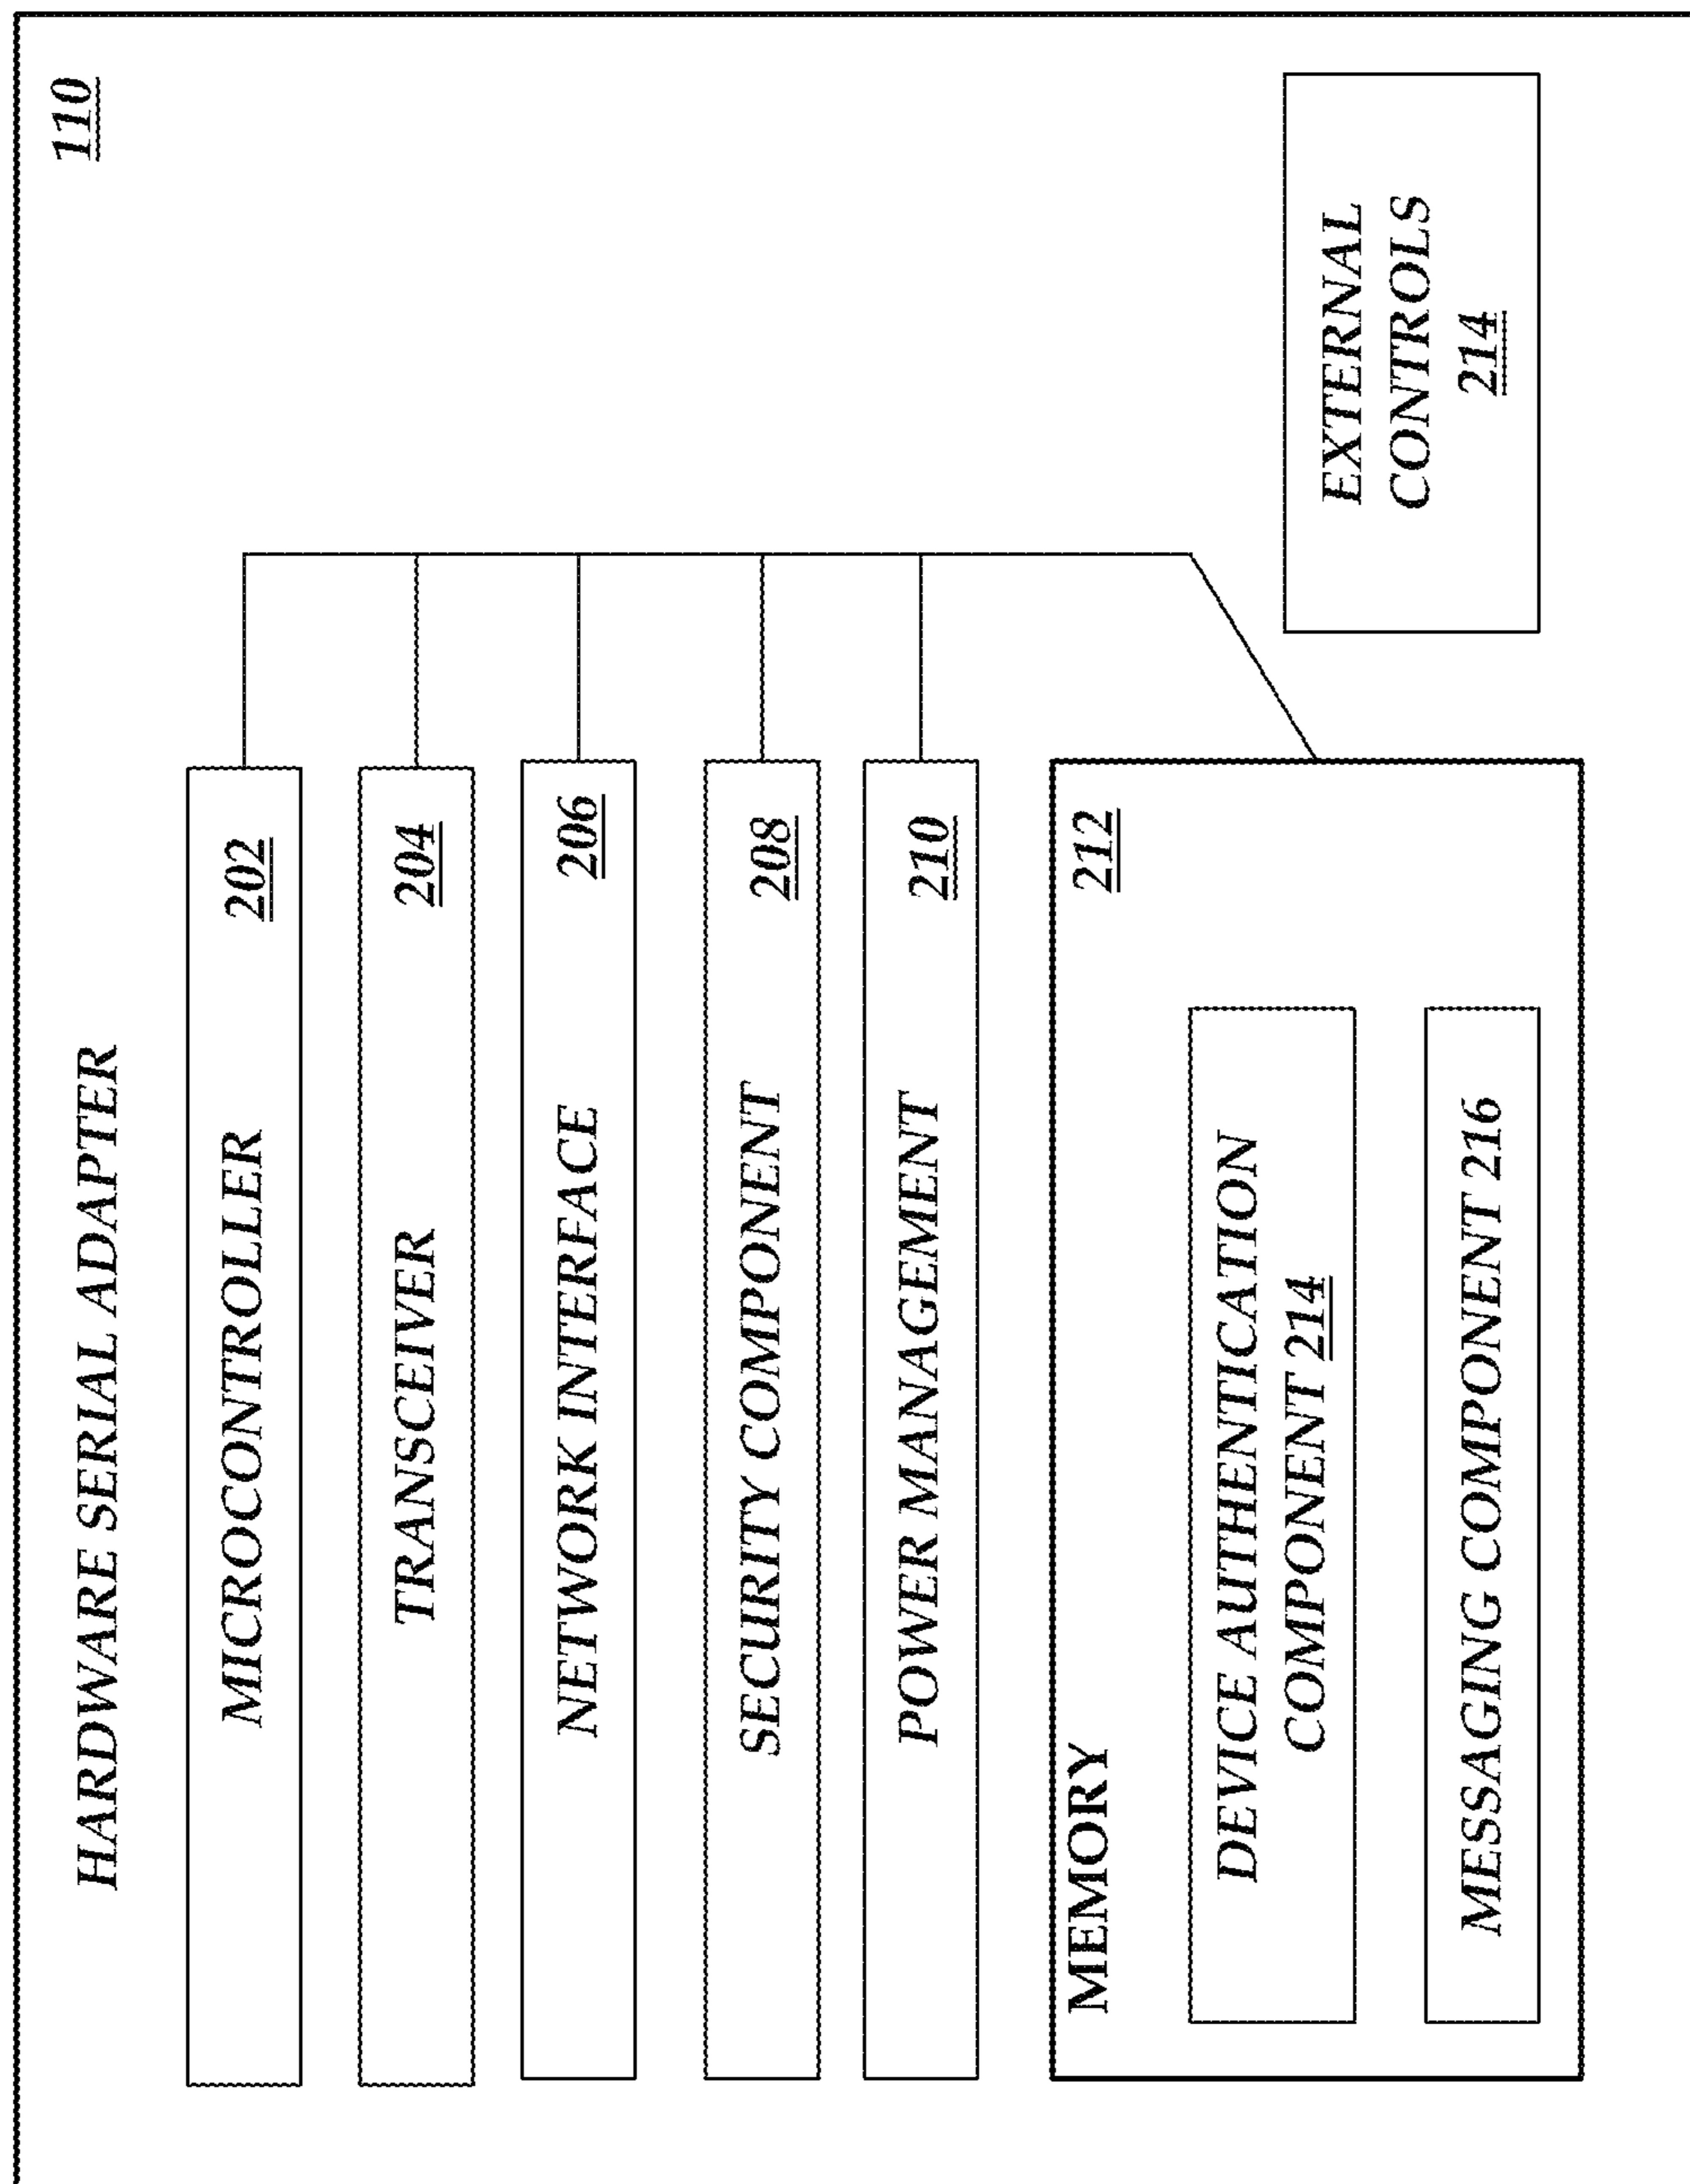 HARDWARE SERIAL ADAPTER
110
MICROCONTROLLER 202
TRANSCEIVER 204
NETWORK INTERFACE 206
SECURITY COMPONENT 208
POWER MANAGEMENT 210
MEMORY
212
DEVICE AUTHENTICATION
COMPONENT 214
MESSAGING COMPONENT 216
EXTERNAL
CONTROLS
214